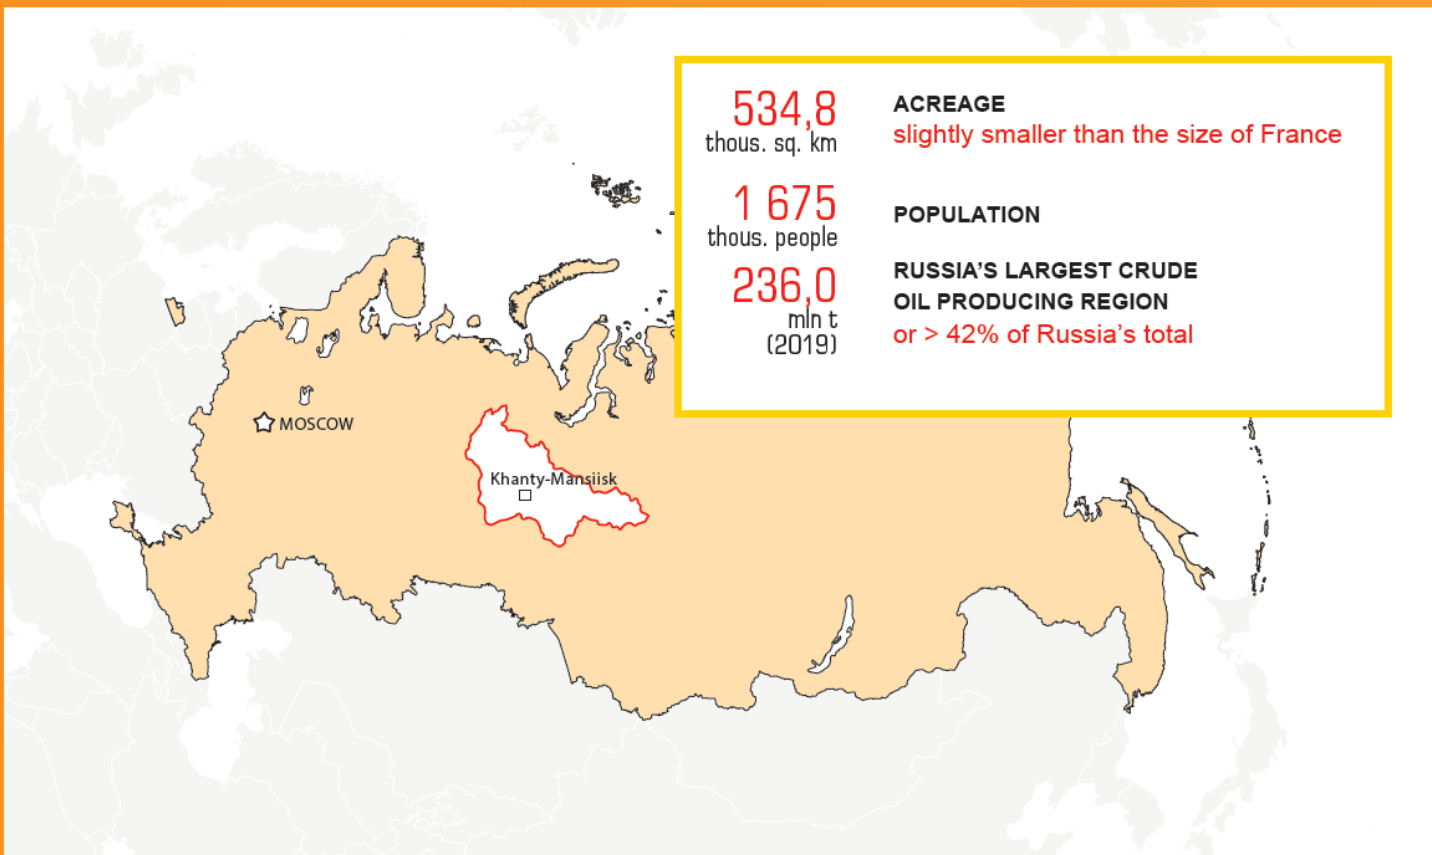 534,8
thous. sq. km
ACREAGE
slightly smaller than the size of France
1 675
thous. people
POPULATION
236,0
mln t
(2019)
RUSSIA'S LARGEST CRUDE
OIL PRODUCING REGION
or > 42% of Russia's total
MOSCOW
Khanty-Mansiisk